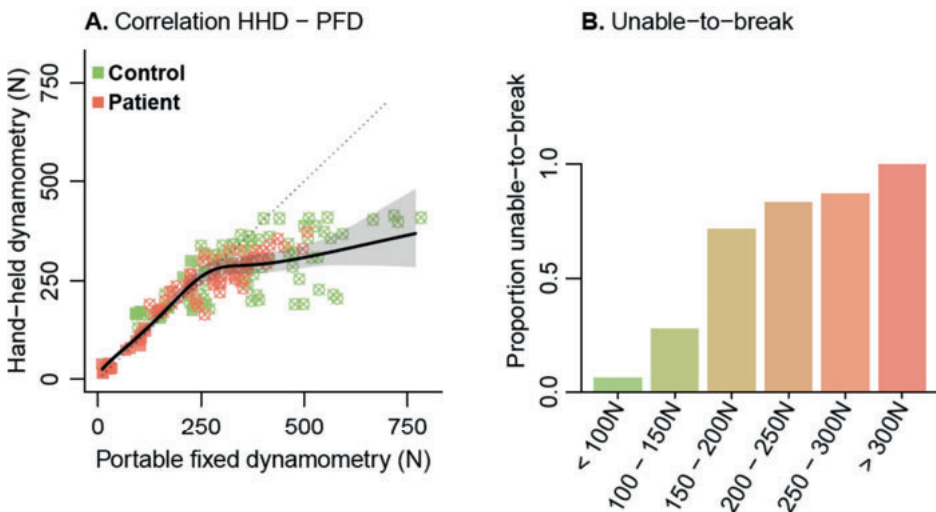 A. Correlation HHD – PFD
Hand–held dynamometry (N)
750
500
250
0
Control
Patient
0 250 500 750
Portable fixed dynamometry (N)
B. Unable–to–break
Proportion unable–to–break
1.0
0.5
0.0
< 100N
100 – 150N
150 – 200N
200 – 250N
250 – 300N
> 300N